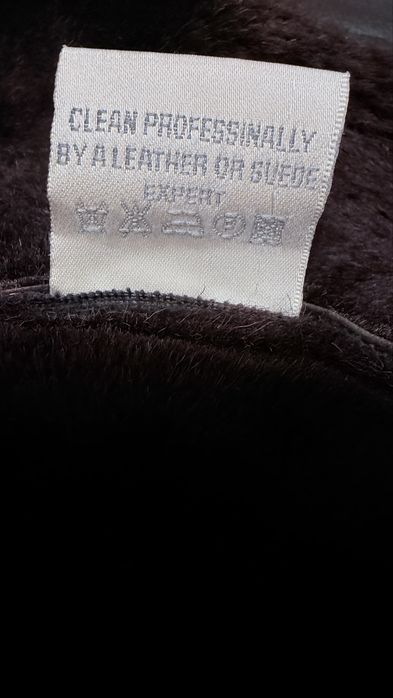 CLEAN PROFESSINALLY
BY A LEATHER OR SUEDE
EXPERT
P